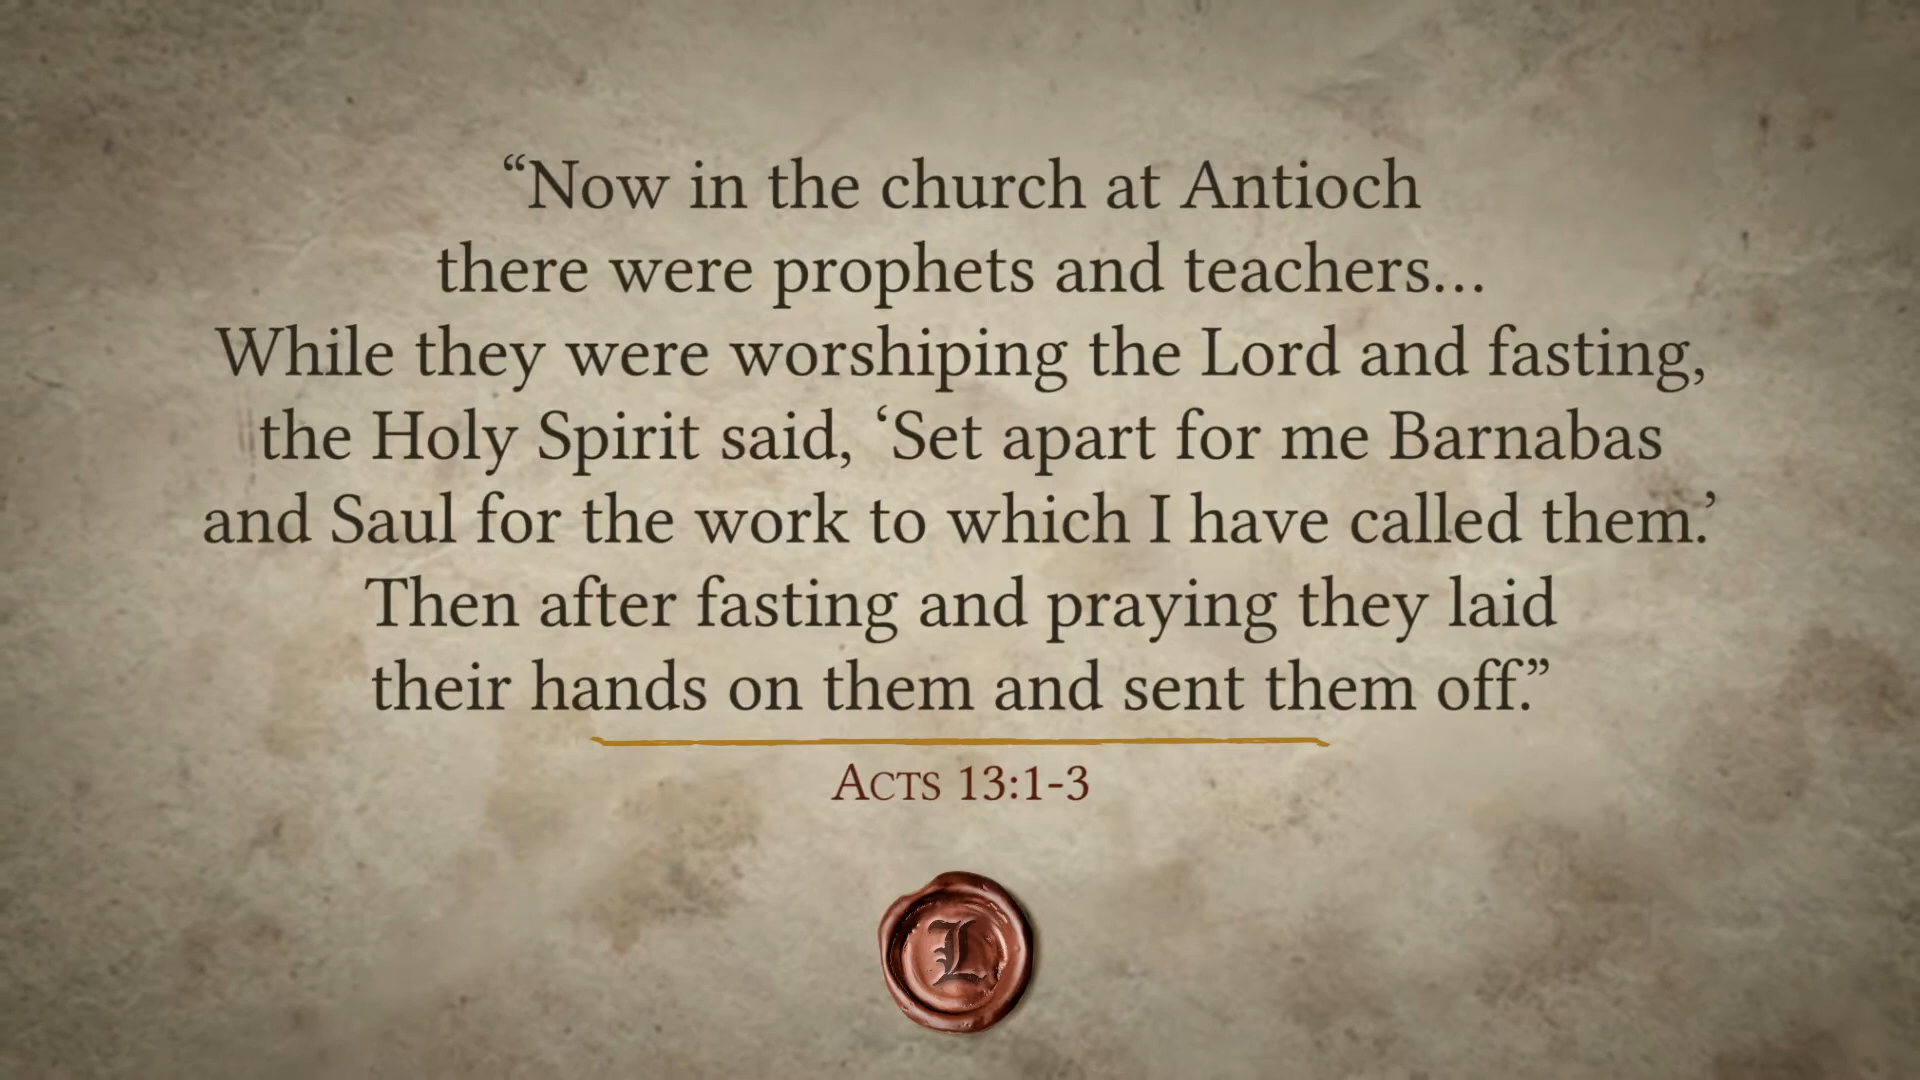 “Now in the church at Antioch
there were prophets and teachers…
While they were worshiping the Lord and fasting,
the Holy Spirit said, ‘Set apart for me Barnabas
and Saul for the work to which I have called them.’
Then after fasting and praying they laid
their hands on them and sent them off.”
Acts 13:1-3
L